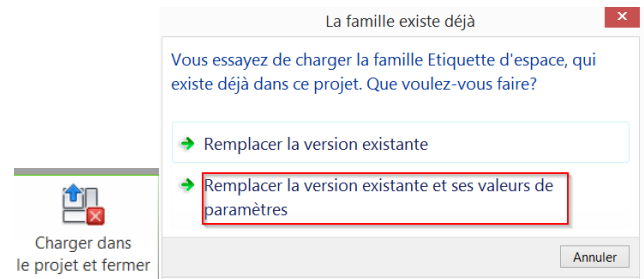 La famille existe déjà
Vous essayez de charger la famille Etiquette d'espace, qui
existe déjà dans ce projet. Que voulez-vous faire?
Remplacer la version existante
Remplacer la version existante et ses valeurs de
paramètres
Annuler
Charger dans
le projet et fermer